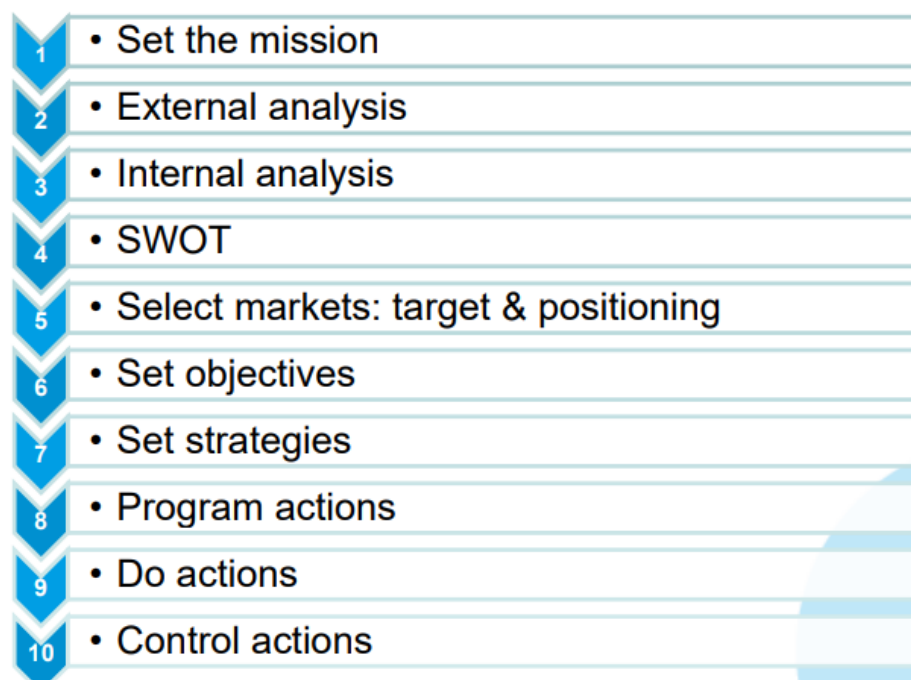 1 • Set the mission
2 • External analysis
3 • Internal analysis
4 • SWOT
5 • Select markets: target & positioning
6 • Set objectives
7 • Set strategies
8 • Program actions
9 • Do actions
10 • Control actions